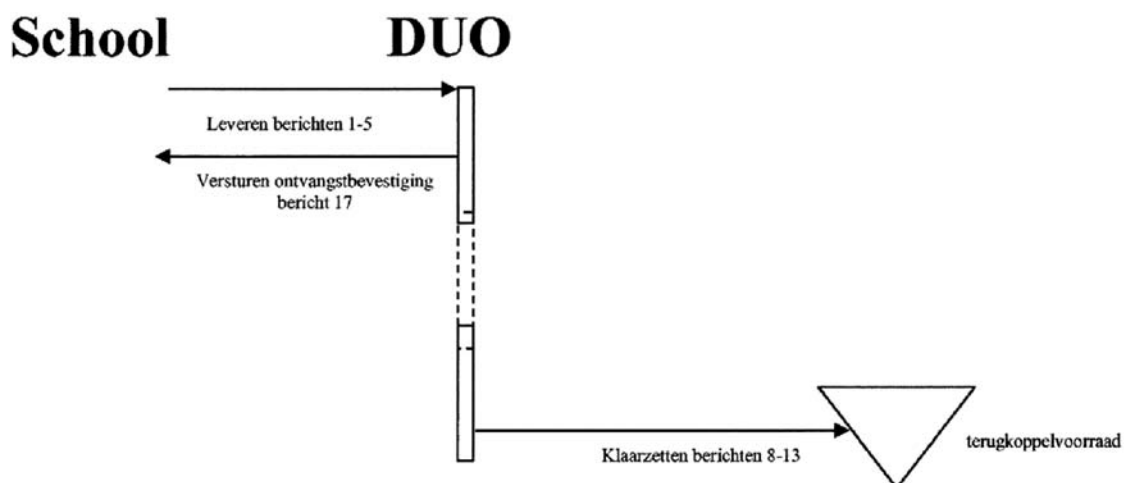 School
DUO
Leveren berichten 1-5
Versturen ontvangstbevestiging
bericht 17
Klaarzetten berichten 8-13
terugkoppelvoorraad